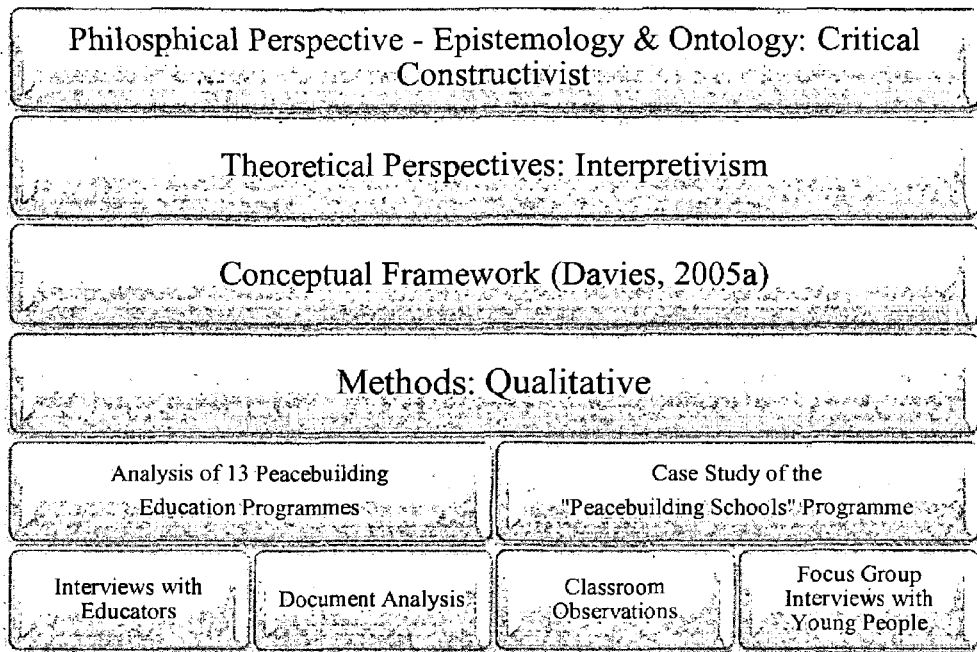 Philosphical Perspective - Epistemology & Ontology: Critical
Constructivist
Theoretical Perspectives: Interpretivism
Conceptual Framework (Davies, 2005a)
Methods: Qualitative
Analysis of 13 Peacebuilding
Education Programmes
Case Study of the
"Peacebuilding Schools" Programme
Interviews with
Educators
Document Analysis
Classroom
Observations
Focus Group
Interviews with
Young People